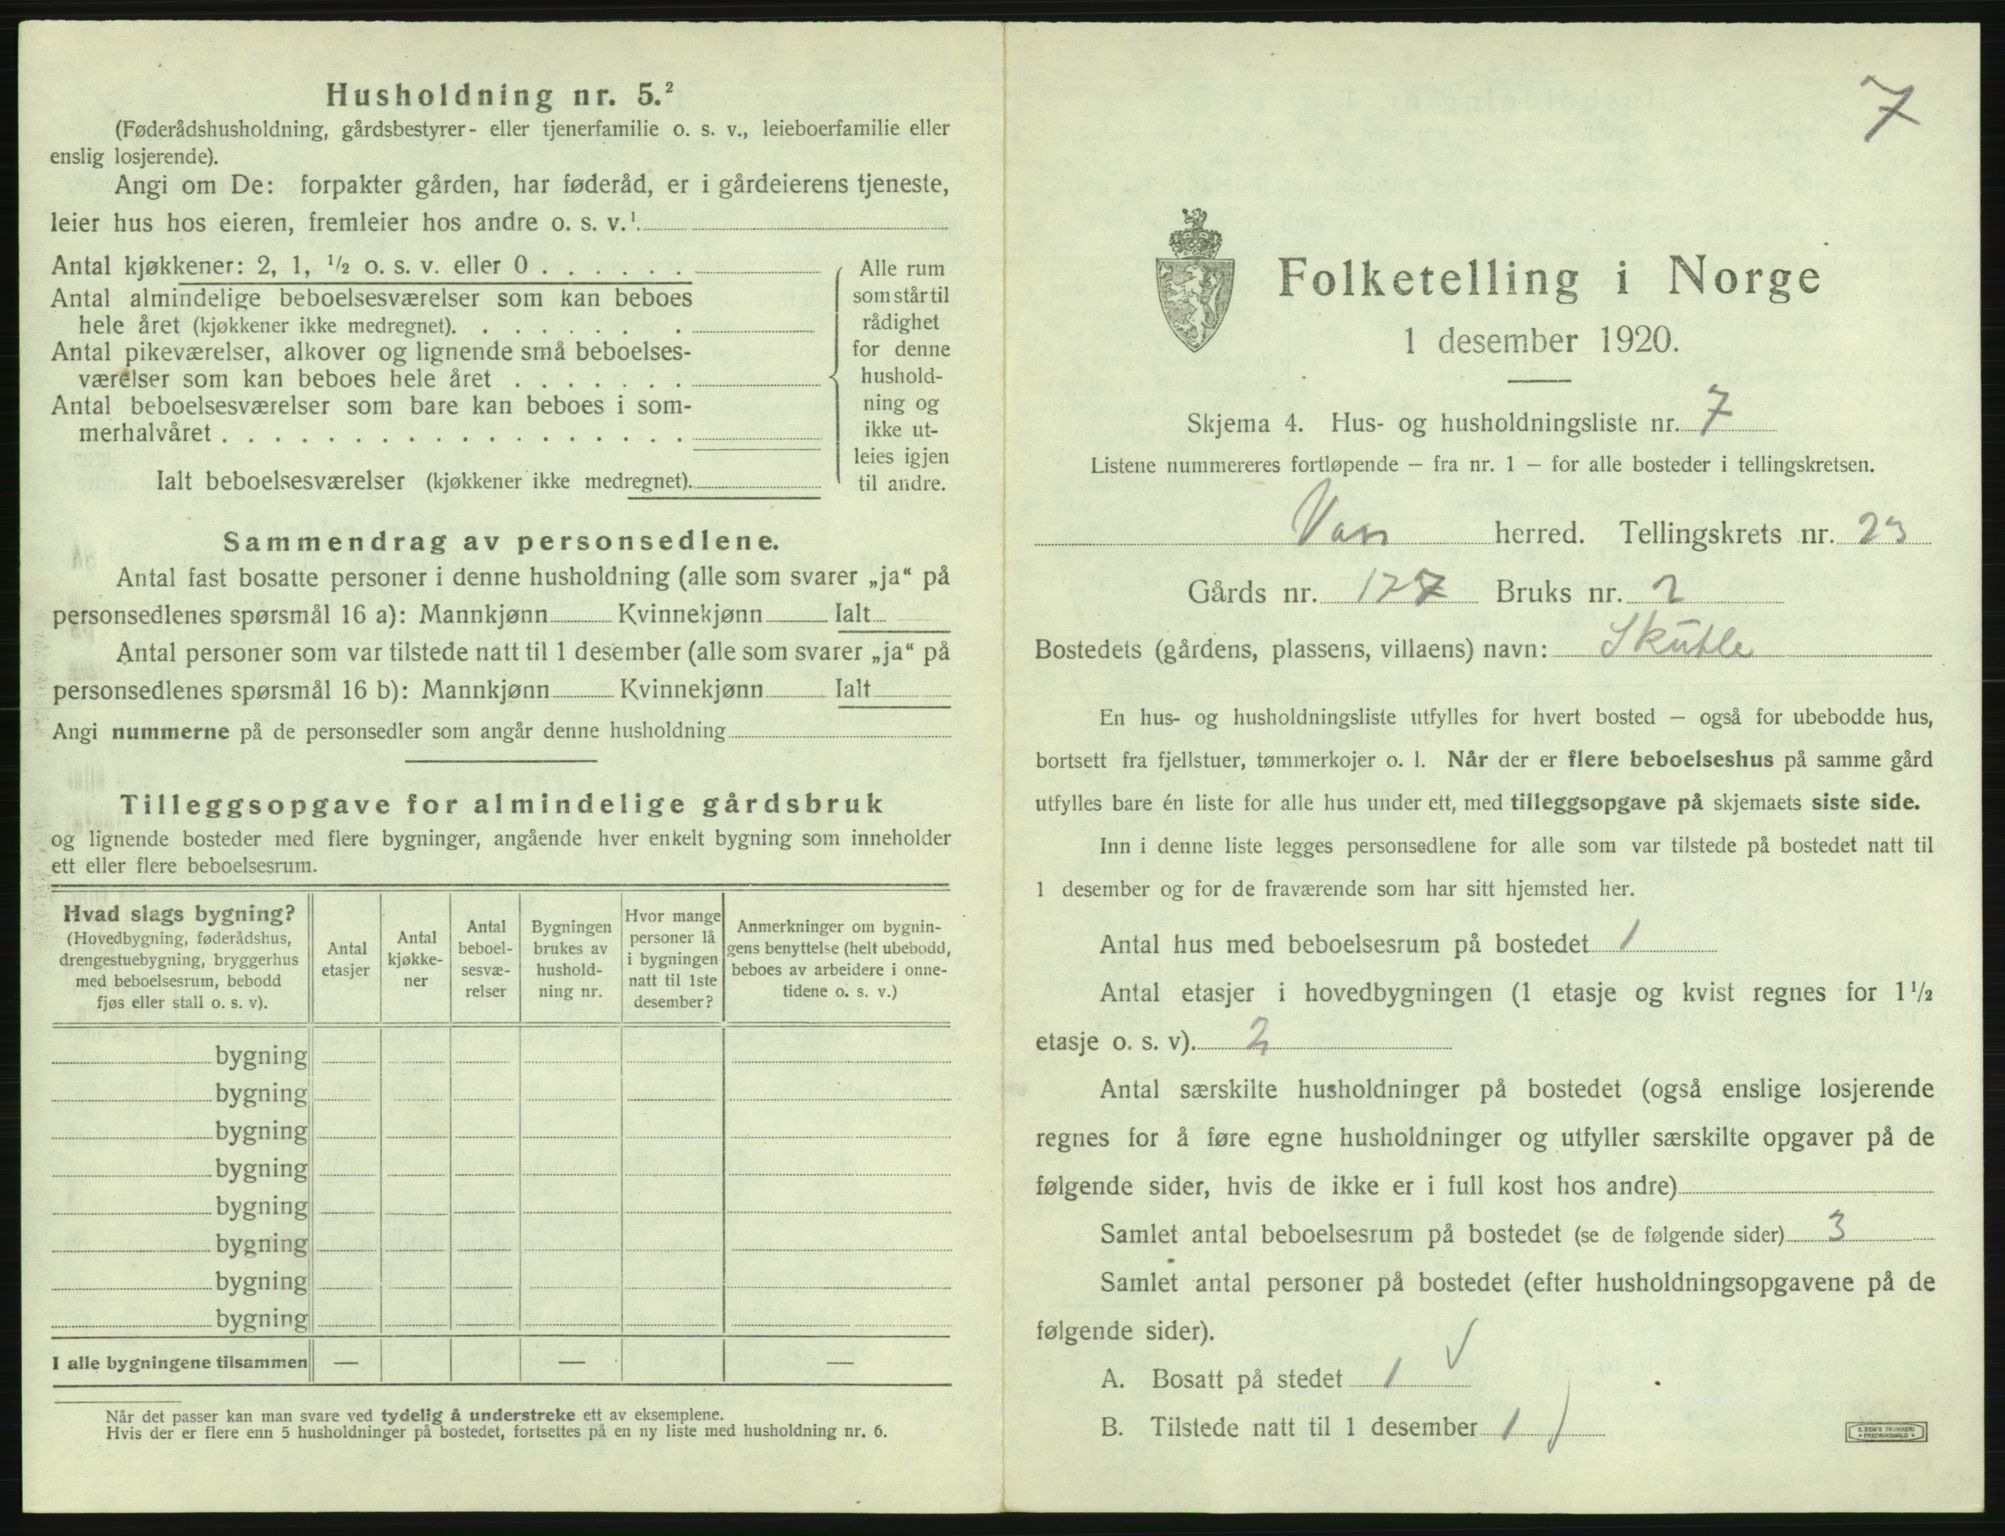 Husholdning nr. 5.²
(Føderådshusholdning, gårdsbestyrer- eller tjenerfamilie o. s. v., leieboerfamilie eller
enslig losjerende).
Angi om De: forpakter gården, har føderåd, er i gårdeierens tjeneste,
leier hus hos eieren, fremleier hos andre o. s. v.¹.
Antal kjøkkener: 2, 1, ½ o. s. v. eller 0
Antal almindelige beboelsesværelser som kan beboes
hele året (kjøkkener ikke medregnet).
Antal pikeværelser, alkover og lignende små beboelses-
værelser som kan beboes hele året
Antal beboelsesværelser som bare kan beboes i som-
merhalvåret
Ialt beboelsesværelser (kjøkkener ikke medregnet).
Alle rum
som står til
rådighet
for denne
hushold-
ning og
ikke ut-
leies igjen
til andre.
Sammendrag av personsedlene.
Antal fast bosatte personer i denne husholdning (alle som svarer „ja“ på
personsedlenes spørsmål 16 a): Mannkjønn Kvinnekjønn Ialt
Antal personer som var tilstede natt til 1 desember (alle som svarer „ja“ på
personsedlenes spørsmål 16 b): Mannkjønn Kvinnekjønn Ialt
Angi nummerne på de personsedler som angår denne husholdning
Tilleggsopgave for almindelige gårdsbruk
og lignende bosteder med flere bygninger, angående hver enkelt bygning som inneholder
ett eller flere beboelsesrum.
Hvad slags bygning?
(Hovedbygning, føderådshus,
drengestuebygning, bryggerhus
med beboelsesrum, bebodd
fjøs eller stall o. s. v).
Antal
etasjer
Antal
kjøkke-
ner
Antal
beboel-
sesvæ-
relser
Bygningen
brukes av
hushold-
ning nr.
Hvor mange
personer lå
i bygningen
natt til 1ste
desember?
Anmerkninger om bygnin-
gens benyttelse (helt ubebodd,
beboes av arbeidere i onne-
tidene o. s. v.)
bygning
bygning
bygning
bygning
bygning
bygning
bygning
bygning
I alle bygningene tilsammen — — —
Når det passer kan man svare ved tydelig å understreke ett av eksemplene.
Hvis der er flere enn 5 husholdninger på bostedet, fortsettes på en ny liste med husholdning nr. 6.
7
Folketelling i Norge
1 desember 1920.
Skjema 4. Hus- og husholdningsliste nr. 7
Listene nummereres fortløpende — fra nr. 1 — for alle bosteder i tellingskretsen.
Vang herred. Tellingskrets nr. 23
Gårds nr. 127 Bruks nr. 2
Bostedets (gårdens, plassens, villaens) navn: Skutle
En hus- og husholdningsliste utfylles for hvert bosted — også for ubebodde hus,
bortsett fra fjellstuer, tømmerkojer o. l. Når der er flere beboelseshus på samme gård
utfylles bare én liste for alle hus under ett, med tilleggsopgave på skjemaets siste side.
Inn i denne liste legges personsedlene for alle som var tilstede på bostedet natt til
1 desember og for de fraværende som har sitt hjemsted her.
Antal hus med beboelsesrum på bostedet 1
Antal etasjer i hovedbygningen (1 etasje og kvist regnes for 1½
etasje o. s. v). 2
Antal særskilte husholdninger på bostedet (også enslige losjerende
regnes for å føre egne husholdninger og utfyller særskilte opgaver på de
følgende sider, hvis de ikke er i full kost hos andre)
Samlet antal beboelsesrum på bostedet (se de følgende sider) 3
Samlet antal personer på bostedet (efter husholdningsopgavene på de
følgende sider).
A. Bosatt på stedet 1
B. Tilstede natt til 1 desember 1